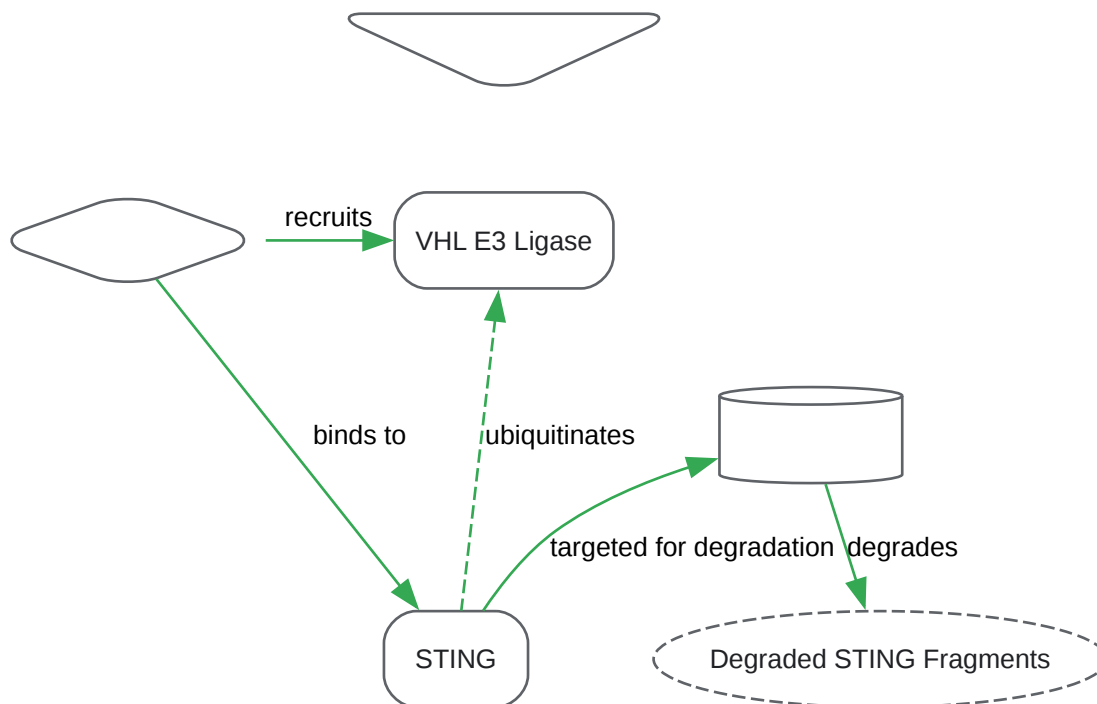 recruits
VHL E3 Ligase
binds to
ubiquitinates
targeted for degradation
degrades
STING
Degraded STING Fragments